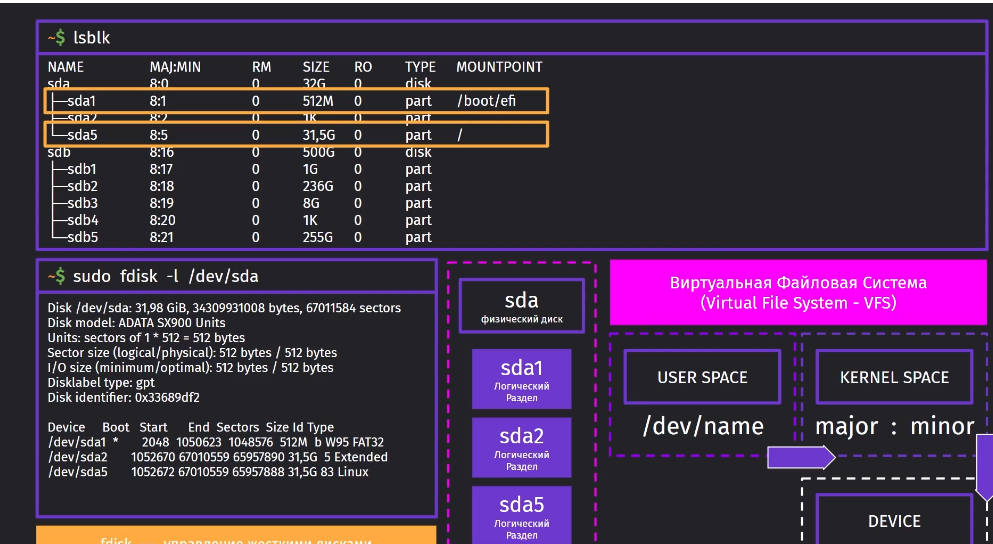 ~$ lsblk
NAME MAJ:MIN RM SIZE RO TYPE MOUNTPOINT
sda 8:0 0 32G 0 disk
├─sda1 8:1 0 512M 0 part /boot/efi
├─sda2 8:2 0 1K 0 part
└─sda5 8:5 0 31,5G 0 part /
sdb 8:16 0 500G 0 disk
├─sdb1 8:17 0 1G 0 part
├─sdb2 8:18 0 236G 0 part
├─sdb3 8:19 0 8G 0 part
├─sdb4 8:20 0 1K 0 part
└─sdb5 8:21 0 255G 0 part
~$ sudo fdisk -l /dev/sda
Disk /dev/sda: 31,98 GiB, 34309931008 bytes, 67011584 sectors
Disk model: ADATA SX900 Units
Units: sectors of 1 * 512 = 512 bytes
Sector size (logical/physical): 512 bytes / 512 bytes
I/O size (minimum/optimal): 512 bytes / 512 bytes
Disklabel type: gpt
Disk identifier: 0x33689df2
Device Boot Start End Sectors Size Id Type
/dev/sda1 * 2048 1050623 1048576 512M b W95 FAT32
/dev/sda2 1052670 67010559 65957890 31,5G 5 Extended
/dev/sda5 1052672 67010559 65957888 31,5G 83 Linux
fdisk управление жесткими дисками
sda
физический диск
sda1
Логический
Раздел
sda2
Логический
Раздел
sda5
Логический
Раздел
Виртуальная Файловая Система
(Virtual File System - VFS)
USER SPACE
KERNEL SPACE
/dev/name
major : minor
DEVICE